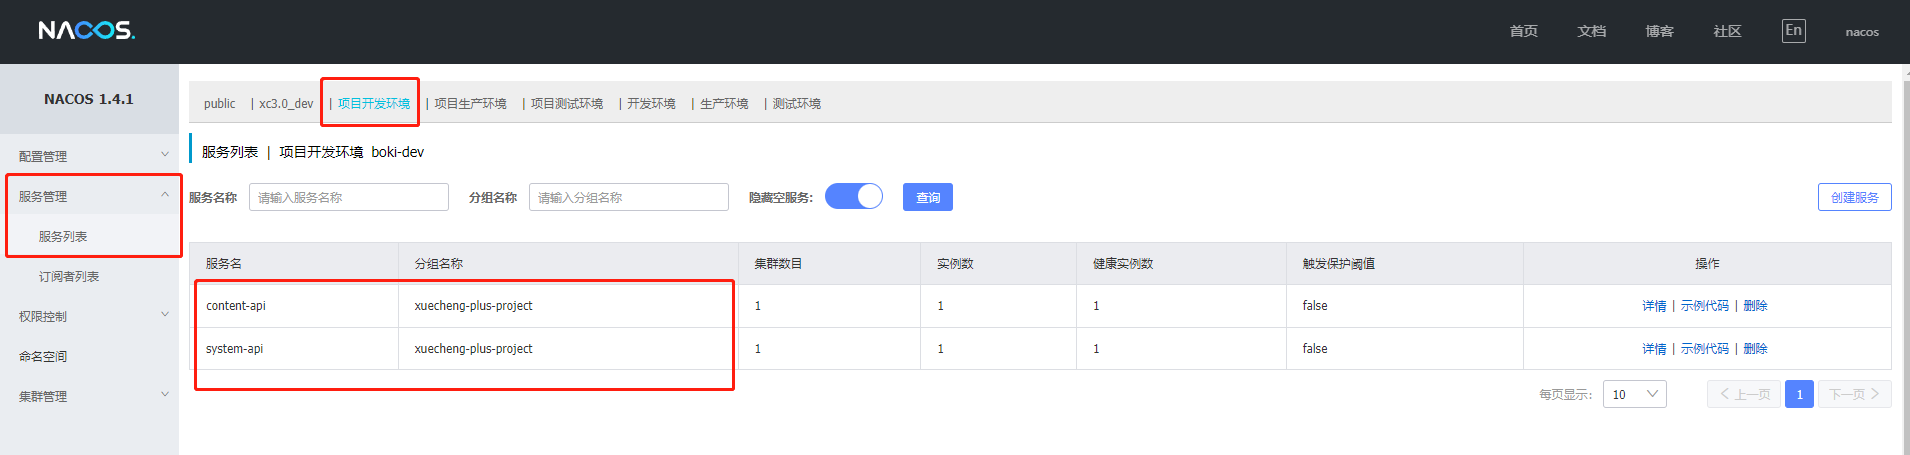 NACOS. 首页 文档 博客 社区 En nacos
NACOS 1.4.1
配置管理
服务管理
服务列表
订阅者列表
权限控制
命名空间
集群管理
public | xc3.0_dev | 项目开发环境 | 项目生产环境 | 项目测试环境 | 开发环境 | 生产环境 | 测试环境
服务列表 | 项目开发环境 boki-dev
服务名称 请输入服务名称 分组名称 请输入分组名称 隐藏空服务: 查询 创建服务
服务名 分组名称 集群数目 实例数 健康实例数 触发保护阈值 操作
content-api xuecheng-plus-project 1 1 1 false 详情 | 示例代码 | 删除
system-api xuecheng-plus-project 1 1 1 false 详情 | 示例代码 | 删除
每页显示: 10 上一页 1 下一页